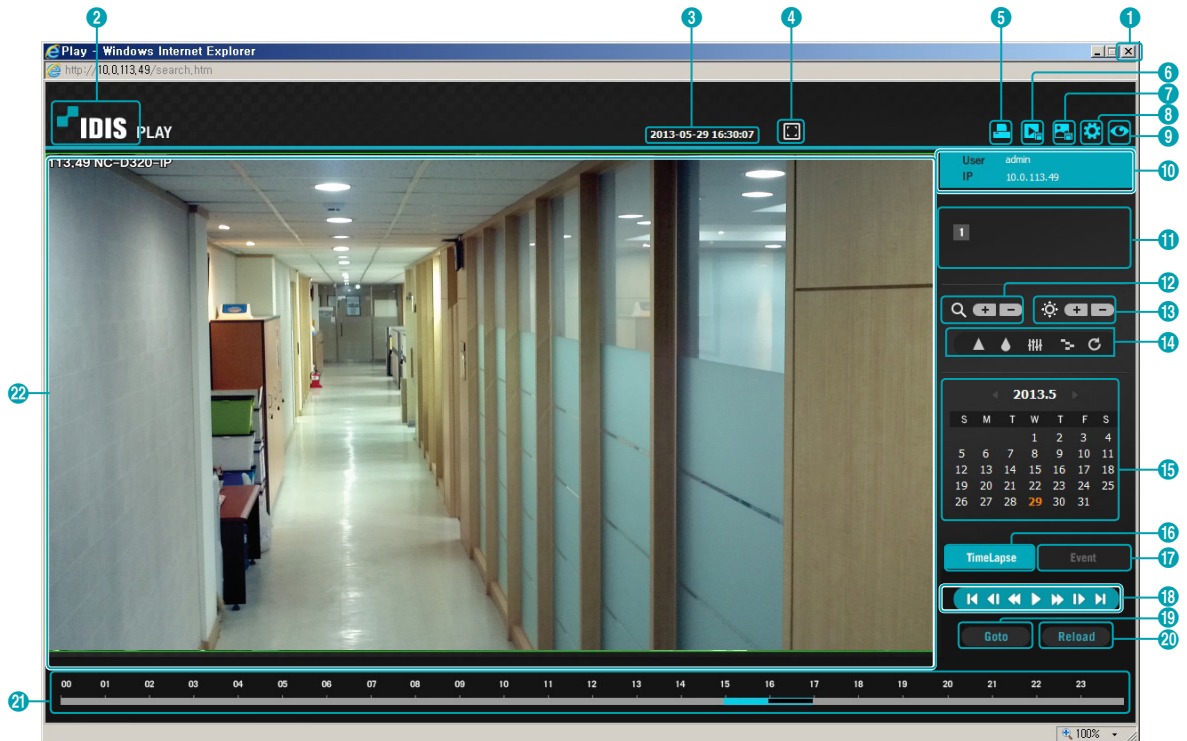 2
3
4
5
1
Play - Windows Internet Explorer
http://10,0,113,49/search,htm
6
7
8
9
IDIS PLAY
2013-05-29 16:30:07
113,49 NC-D320-IP
User admin
IP 10.0.113.49
10
1
11
12
13
14
2013.5
S M T W T F S
1 2 3 4
5 6 7 8 9 10 11
12 13 14 15 16 17 18
19 20 21 22 23 24 25
26 27 28 29 30 31
15
16
TimeLapse
Event
17
18
19
Goto
Reload
20
22
00 01 02 03 04 05 06 07 08 09 10 11 12 13 14 15 16 17 18 19 20 21 22 23
21
100%